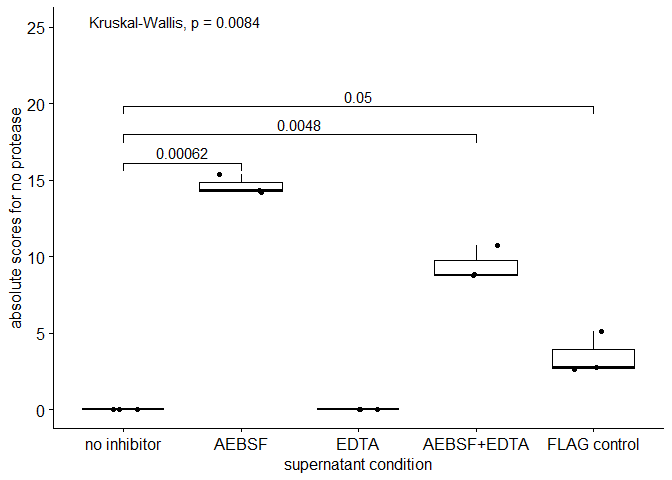 Kruskal-Wallis, p = 0.0084
25
20
15
10
5
0
absolute scores for no protease
0.05
0.0048
0.00062
no inhibitor AEBSF EDTA AEBSF+EDTA FLAG control
supernatant condition